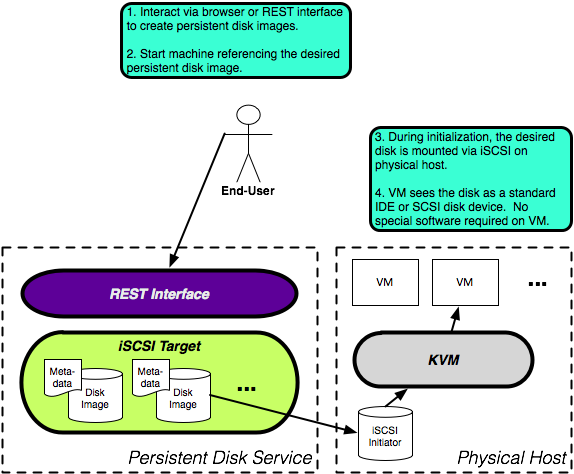 1. Interact via browser or REST interface
to create persistent disk images.
2. Start machine referencing the desired
persistent disk image.
3. During initialization, the desired
disk is mounted via iSCSI on
physical host.
4. VM sees the disk as a standard
IDE or SCSI disk device. No
special software required on VM.
End-User
REST Interface
iSCSI Target
Meta-
data
Disk
Image
Meta-
data
Disk
Image
...
Persistent Disk Service
VM
VM
...
KVM
iSCSI
Initiator
Physical Host